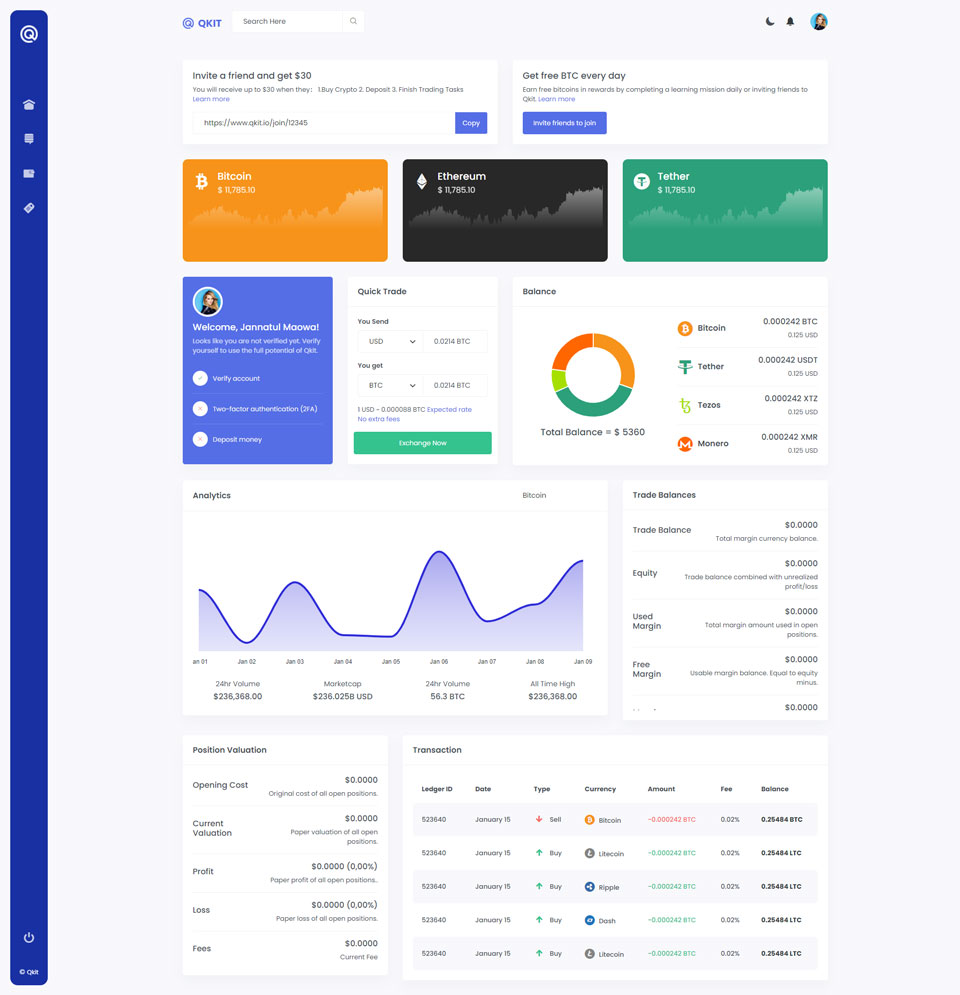 QKIT
Search Here
Invite a friend and get $30
You will receive up to $30 when they: 1.Buy Crypto 2. Deposit 3. Finish Trading Tasks
Learn more
https://www.qkit.io/join/12345
Copy
Get free BTC every day
Earn free bitcoins in rewards by completing a learning mission daily or inviting friends to
Qkit. Learn more
Invite friends to join
Bitcoin
$ 11,785.10
Ethereum
$ 11,785.10
Tether
$ 11,785.10
Welcome, Jannatul Maowa!
Looks like you are not verified yet. Verify
yourself to use the full potential of Qkit.
Verify account
Two-factor authentication (2FA)
Deposit money
Quick Trade
You Send
USD
0.0214 BTC
You get
BTC
0.0214 BTC
1 USD ~ 0.000088 BTC Expected rate
No extra fees
Exchange Now
Balance
Total Balance = $ 5360
Bitcoin
0.000242 BTC
0.125 USD
Tether
0.000242 USDT
0.125 USD
Tezos
0.000242 XTZ
0.125 USD
Monero
0.000242 XMR
0.125 USD
Analytics
Bitcoin
an 01 Jan 02 Jan 03 Jan 04 Jan 05 Jan 06 Jan 07 Jan 08 Jan 09
24hr Volume
$236,368.00
Marketcap
$236.025B USD
24hr Volume
56.3 BTC
All Time High
$236,368.00
Trade Balances
Trade Balance
$0.0000
Total margin currency balance.
Equity
$0.0000
Trade balance combined with unrealized
profit/loss
Used
Margin
$0.0000
Total margin amount used in open
positions.
Free
Margin
$0.0000
Usable margin balance. Equal to equity
minus.
$0.0000
Position Valuation
Opening Cost
$0.0000
Original cost of all open positions.
Current
Valuation
$0.0000
Paper valuation of all open
positions.
Profit
$0.0000 (0,00%)
Paper profit of all open positions..
Loss
$0.0000 (0,00%)
Paper loss of all open positions.
Fees
$0.0000
Current Fee
Transaction
Ledger ID Date Type Currency Amount Fee Balance
523640 January 15 Sell Bitcoin -0.000242 BTC 0.02% 0.25484 BTC
523640 January 15 Buy Litecoin -0.000242 BTC 0.02% 0.25484 LTC
523640 January 15 Buy Ripple -0.000242 BTC 0.02% 0.25484 LTC
523640 January 15 Buy Dash -0.000242 BTC 0.02% 0.25484 LTC
523640 January 15 Buy Litecoin -0.000242 BTC 0.02% 0.25484 LTC
© Qkit